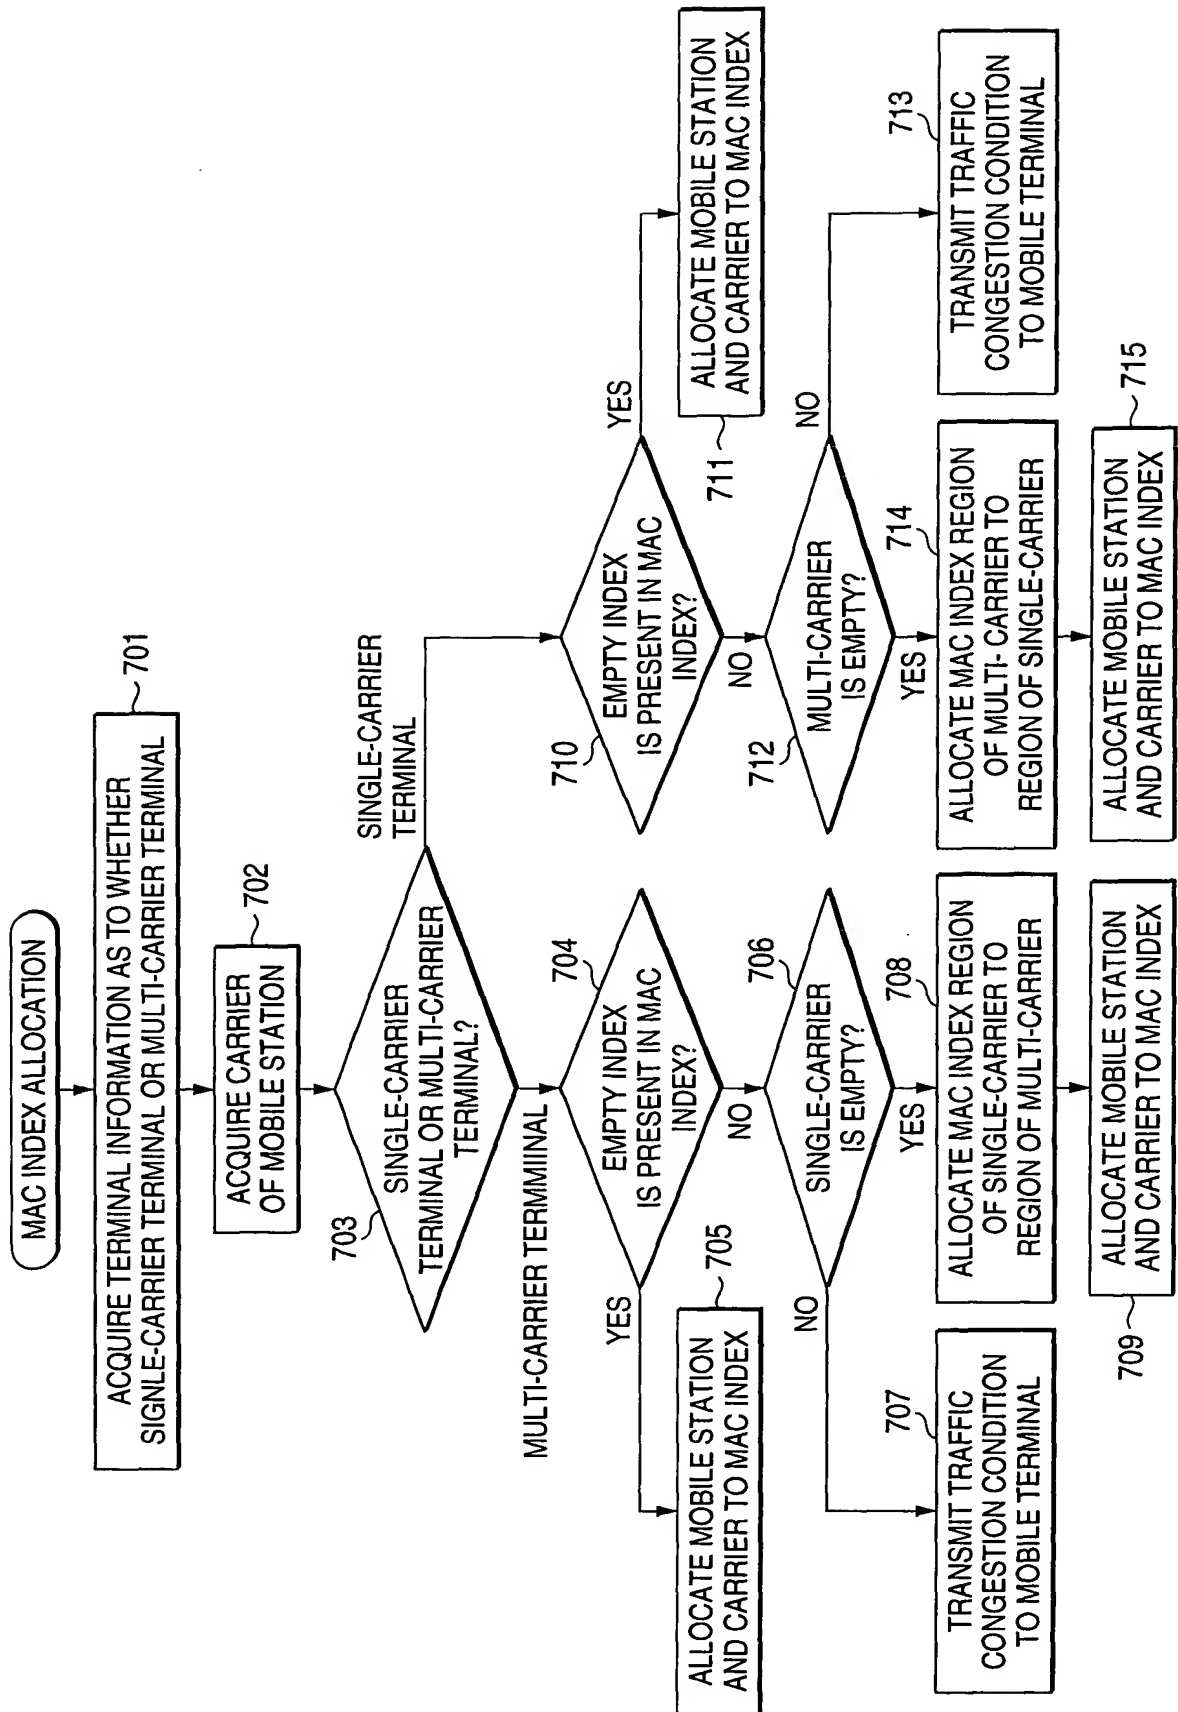 MAC INDEX ALLOCATION
701
ACQUIRE TERMINAL INFORMATION AS TO WHETHER
SIGNLE-CARRIER TERMINAL OR MULTI-CARRIER TERMINAL
702
ACQUIRE CARRIER
OF MOBILE STATION
703
SINGLE-CARRIER
TERMINAL OR MULTI-CARRIER
TERMINAL?
SINGLE-CARRIER
TERMINAL
MULTI-CARRIER TERMIINAL
704
EMPTY INDEX
IS PRESENT IN MAC
INDEX?
YES
NO
705
ALLOCATE MOBILE STATION
AND CARRIER TO MAC INDEX
706
SINGLE-CARRIER
IS EMPTY?
NO
YES
707
TRANSMIT TRAFFIC
CONGESTION CONDITION
TO MOBILE TERMINAL
708
ALLOCATE MAC INDEX REGION
OF SINGLE-CARRIER TO
REGION OF MULTI-CARRIER
709
ALLOCATE MOBILE STATION
AND CARRIER TO MAC INDEX
710
EMPTY INDEX
IS PRESENT IN MAC
INDEX?
YES
NO
711
ALLOCATE MOBILE STATION
AND CARRIER TO MAC INDEX
712
MULTI-CARRIER
IS EMPTY?
NO
YES
713
TRANSMIT TRAFFIC
CONGESTION CONDITION
TO MOBILE TERMINAL
714
ALLOCATE MAC INDEX REGION
OF MULTI- CARRIER TO
REGION OF SINGLE-CARRIER
715
ALLOCATE MOBILE STATION
AND CARRIER TO MAC INDEX